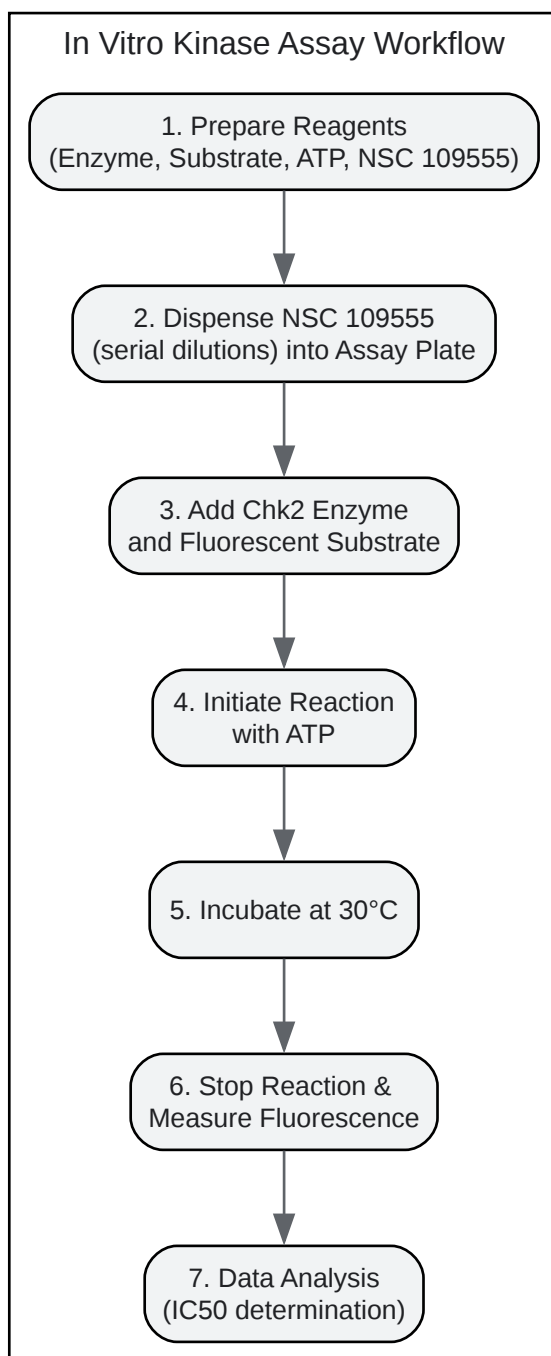 In Vitro Kinase Assay Workflow
1. Prepare Reagents
(Enzyme, Substrate, ATP, NSC 109555)
2. Dispense NSC 109555
(serial dilutions) into Assay Plate
3. Add Chk2 Enzyme
and Fluorescent Substrate
4. Initiate Reaction
with ATP
5. Incubate at 30°C
6. Stop Reaction &
Measure Fluorescence
7. Data Analysis
(IC50 determination)